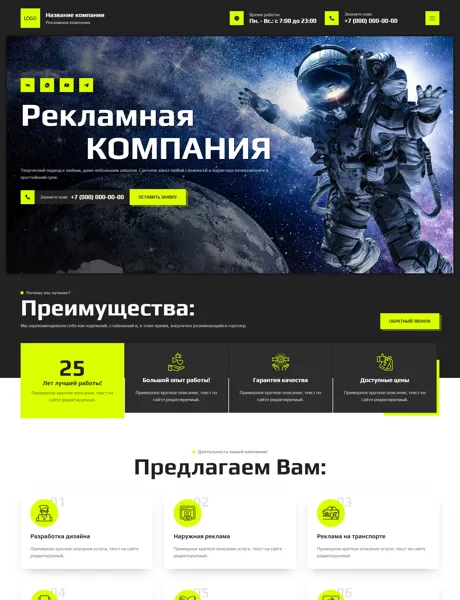 LOGO
Название компании
Рекламная компания
Время работы
Пн. - Вс.: с 7:00 до 23:00
Звоните нам:
+7 (000) 000-00-00
Рекламная
КОМПАНИЯ
Творческий подход к любым, даже небольшим заказам. Сделаем заказ любой сложности и характера качественно и в
кратчайший срок.
Звоните нам:
+7 (000) 000-00-00
ОСТАВИТЬ ЗАЯВКУ
Почему мы лучшие?
Преимущества:
Мы зарекомендовали себя как надежный, стабильный и, в тоже время, энергично развивающийся партнер.
ОБРАТНЫЙ ЗВОНОК
25
Лет лучшей работы!
Примерное краткое описание, текст на
сайте редактируемый.
Большой опыт работы!
Примерное краткое описание, текст на
сайте редактируемый.
Гарантия качества
Примерное краткое описание, текст на
сайте редактируемый.
Доступные цены
Примерное краткое описание, текст на
сайте редактируемый.
Деятельность нашей компании!
Предлагаем Вам:
01
Разработка дизайна
Примерное краткое описание услуги, текст на сайте
редактируемый.
02
Наружная реклама
Примерное краткое описание услуги, текст на сайте
редактируемый.
03
Реклама на транспорте
Примерное краткое описание услуги, текст на сайте
редактируемый.
04
05
06